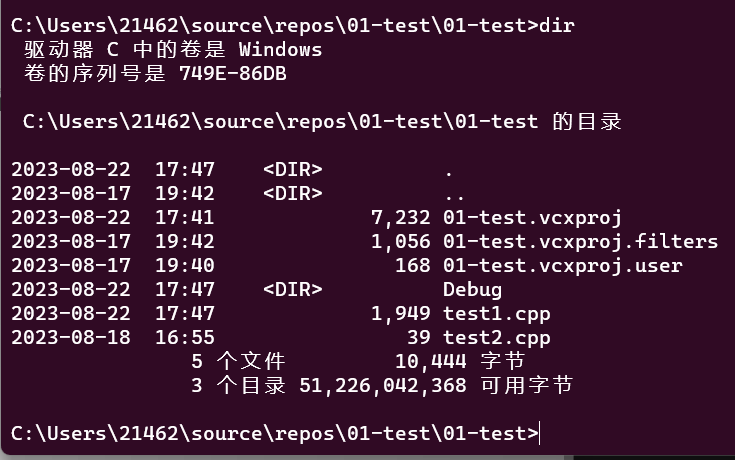 C:\Users\21462\source\repos\01-test\01-test>dir
驱动器 C 中的卷是 Windows
卷的序列号是 749E-86DB
C:\Users\21462\source\repos\01-test\01-test 的目录
2023-08-22  17:47    <DIR>          .
2023-08-17  19:42    <DIR>          ..
2023-08-22  17:41             7,232 01-test.vcxproj
2023-08-17  19:42             1,056 01-test.vcxproj.filters
2023-08-17  19:40               168 01-test.vcxproj.user
2023-08-22  17:47    <DIR>          Debug
2023-08-22  17:47             1,949 test1.cpp
2023-08-18  16:55                39 test2.cpp
5 个文件         10,444 字节
3 个目录 51,226,042,368 可用字节
C:\Users\21462\source\repos\01-test\01-test>